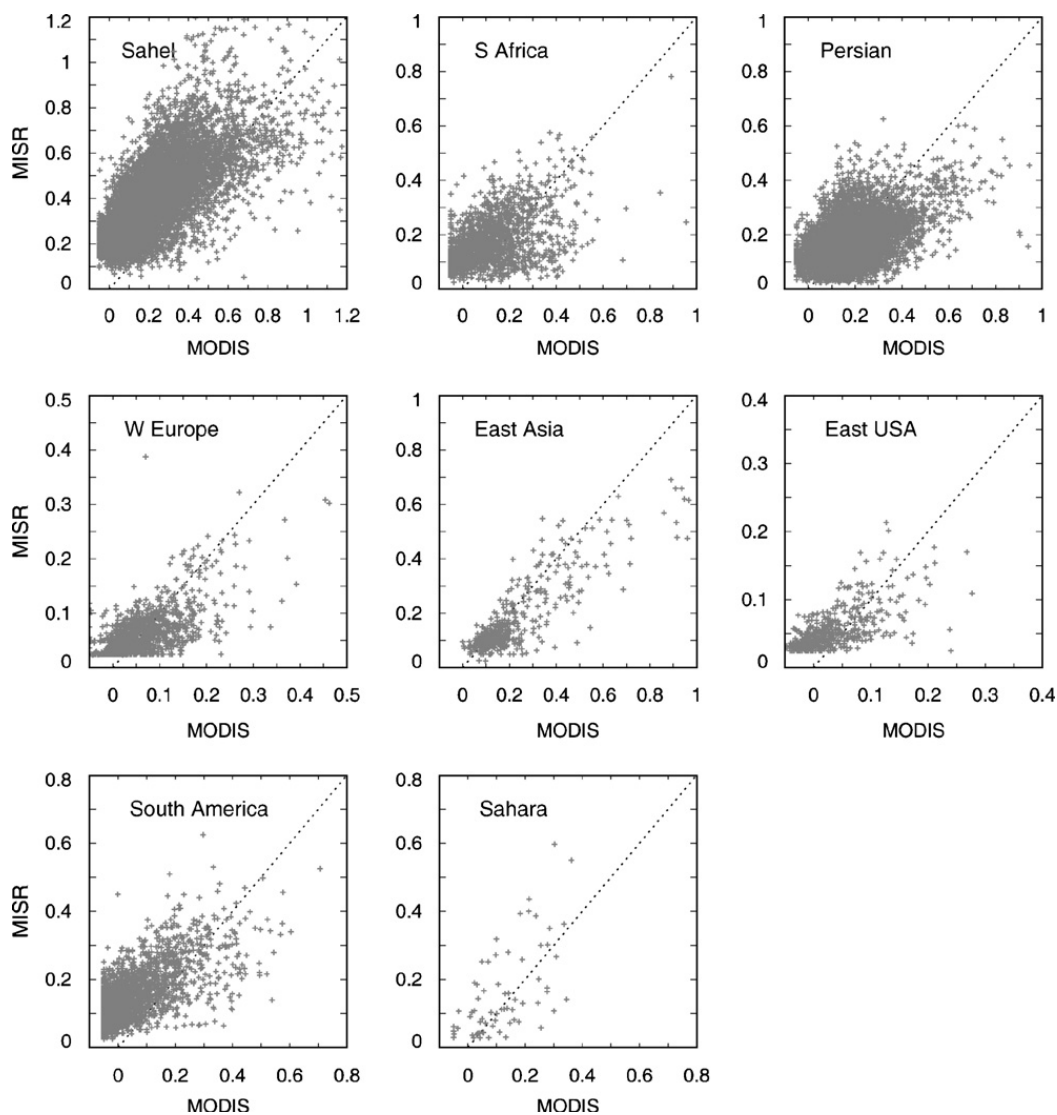 1.2
1
0.8
0.6
0.4
0.2
0
MISR
Sahel
0 0.2 0.4 0.6 0.8 1 1.2
MODIS
1
0.8
0.6
0.4
0.2
0
S Africa
0 0.2 0.4 0.6 0.8 1
MODIS
1
0.8
0.6
0.4
0.2
0
Persian
0 0.2 0.4 0.6 0.8 1
MODIS
0.5
0.4
0.3
0.2
0.1
0
MISR
W Europe
0 0.1 0.2 0.3 0.4 0.5
MODIS
1
0.8
0.6
0.4
0.2
0
East Asia
0 0.2 0.4 0.6 0.8 1
MODIS
0.4
0.3
0.2
0.1
0
East USA
0 0.1 0.2 0.3 0.4
MODIS
0.8
0.6
0.4
0.2
0
MISR
South America
0 0.2 0.4 0.6 0.8
MODIS
0.8
0.6
0.4
0.2
0
Sahara
0 0.2 0.4 0.6 0.8
MODIS